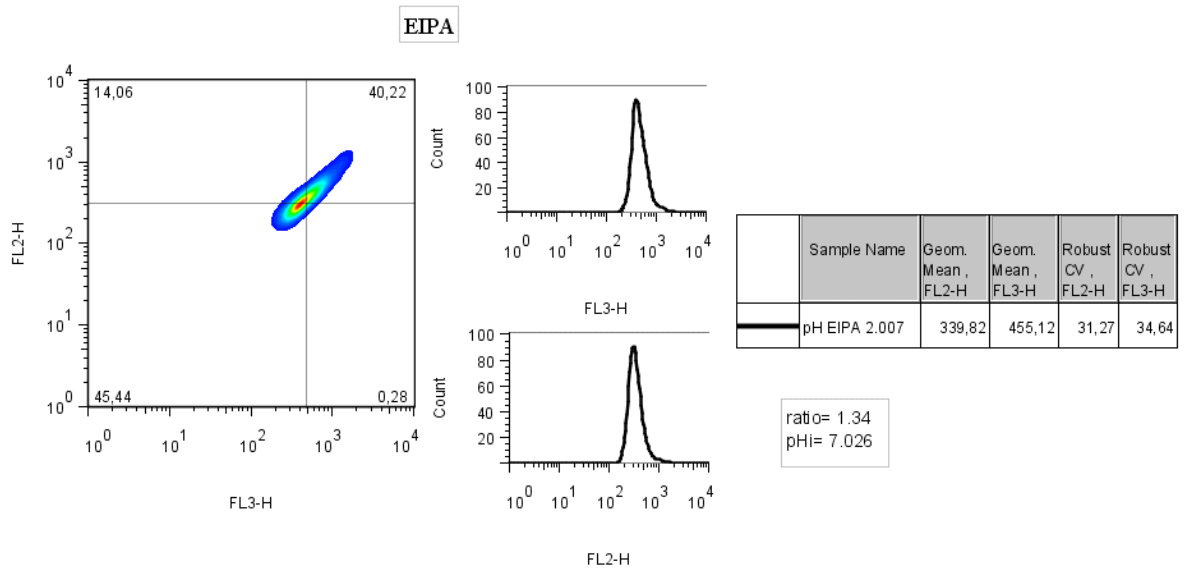 EIPA
10^4
14,06 40,22
10^3
FL2-H
10^2
10^1
45,44 0,28
10^0
10^0 10^1 10^2 10^3 10^4
FL3-H
100
80
Count
60
40
20
10^0 10^1 10^2 10^3 10^4
FL3-H
100
80
Count
60
40
20
10^0 10^1 10^2 10^3 10^4
FL2-H
Sample Name Geom. Mean , FL2-H Geom. Mean , FL3-H Robust CV , FL2-H Robust CV , FL3-H
pH EIPA 2.007 339,82 455,12 31,27 34,64
ratio= 1.34
pHi= 7.026